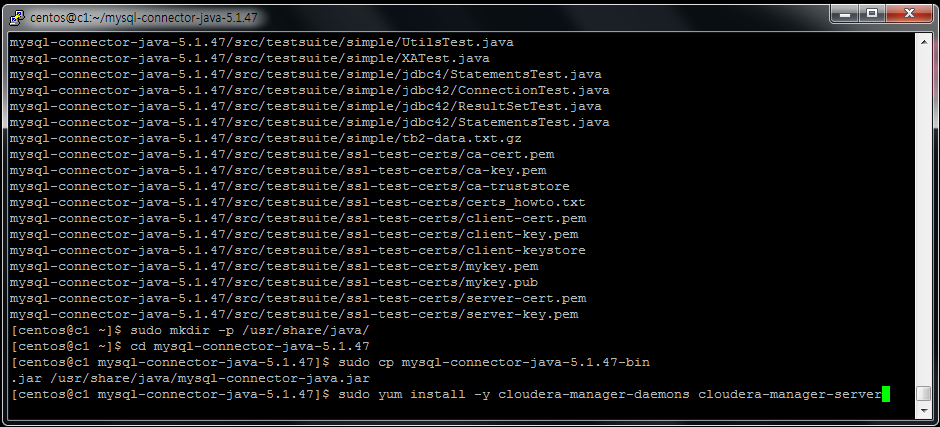 centos@c1:~/mysql-connector-java-5.1.47
mysql-connector-java-5.1.47/src/testsuite/simple/UtilsTest.java
mysql-connector-java-5.1.47/src/testsuite/simple/XATest.java
mysql-connector-java-5.1.47/src/testsuite/simple/jdbc4/StatementsTest.java
mysql-connector-java-5.1.47/src/testsuite/simple/jdbc42/ConnectionTest.java
mysql-connector-java-5.1.47/src/testsuite/simple/jdbc42/ResultSetTest.java
mysql-connector-java-5.1.47/src/testsuite/simple/jdbc42/StatementsTest.java
mysql-connector-java-5.1.47/src/testsuite/simple/tb2-data.txt.gz
mysql-connector-java-5.1.47/src/testsuite/ssl-test-certs/ca-cert.pem
mysql-connector-java-5.1.47/src/testsuite/ssl-test-certs/ca-key.pem
mysql-connector-java-5.1.47/src/testsuite/ssl-test-certs/ca-truststore
mysql-connector-java-5.1.47/src/testsuite/ssl-test-certs/certs_howto.txt
mysql-connector-java-5.1.47/src/testsuite/ssl-test-certs/client-cert.pem
mysql-connector-java-5.1.47/src/testsuite/ssl-test-certs/client-key.pem
mysql-connector-java-5.1.47/src/testsuite/ssl-test-certs/client-keystore
mysql-connector-java-5.1.47/src/testsuite/ssl-test-certs/mykey.pem
mysql-connector-java-5.1.47/src/testsuite/ssl-test-certs/mykey.pub
mysql-connector-java-5.1.47/src/testsuite/ssl-test-certs/server-cert.pem
mysql-connector-java-5.1.47/src/testsuite/ssl-test-certs/server-key.pem
[centos@c1 ~]$ sudo mkdir -p /usr/share/java/
[centos@c1 ~]$ cd mysql-connector-java-5.1.47
[centos@c1 mysql-connector-java-5.1.47]$ sudo cp mysql-connector-java-5.1.47-bin
.jar /usr/share/java/mysql-connector-java.jar
[centos@c1 mysql-connector-java-5.1.47]$ sudo yum install -y cloudera-manager-daemons cloudera-manager-server